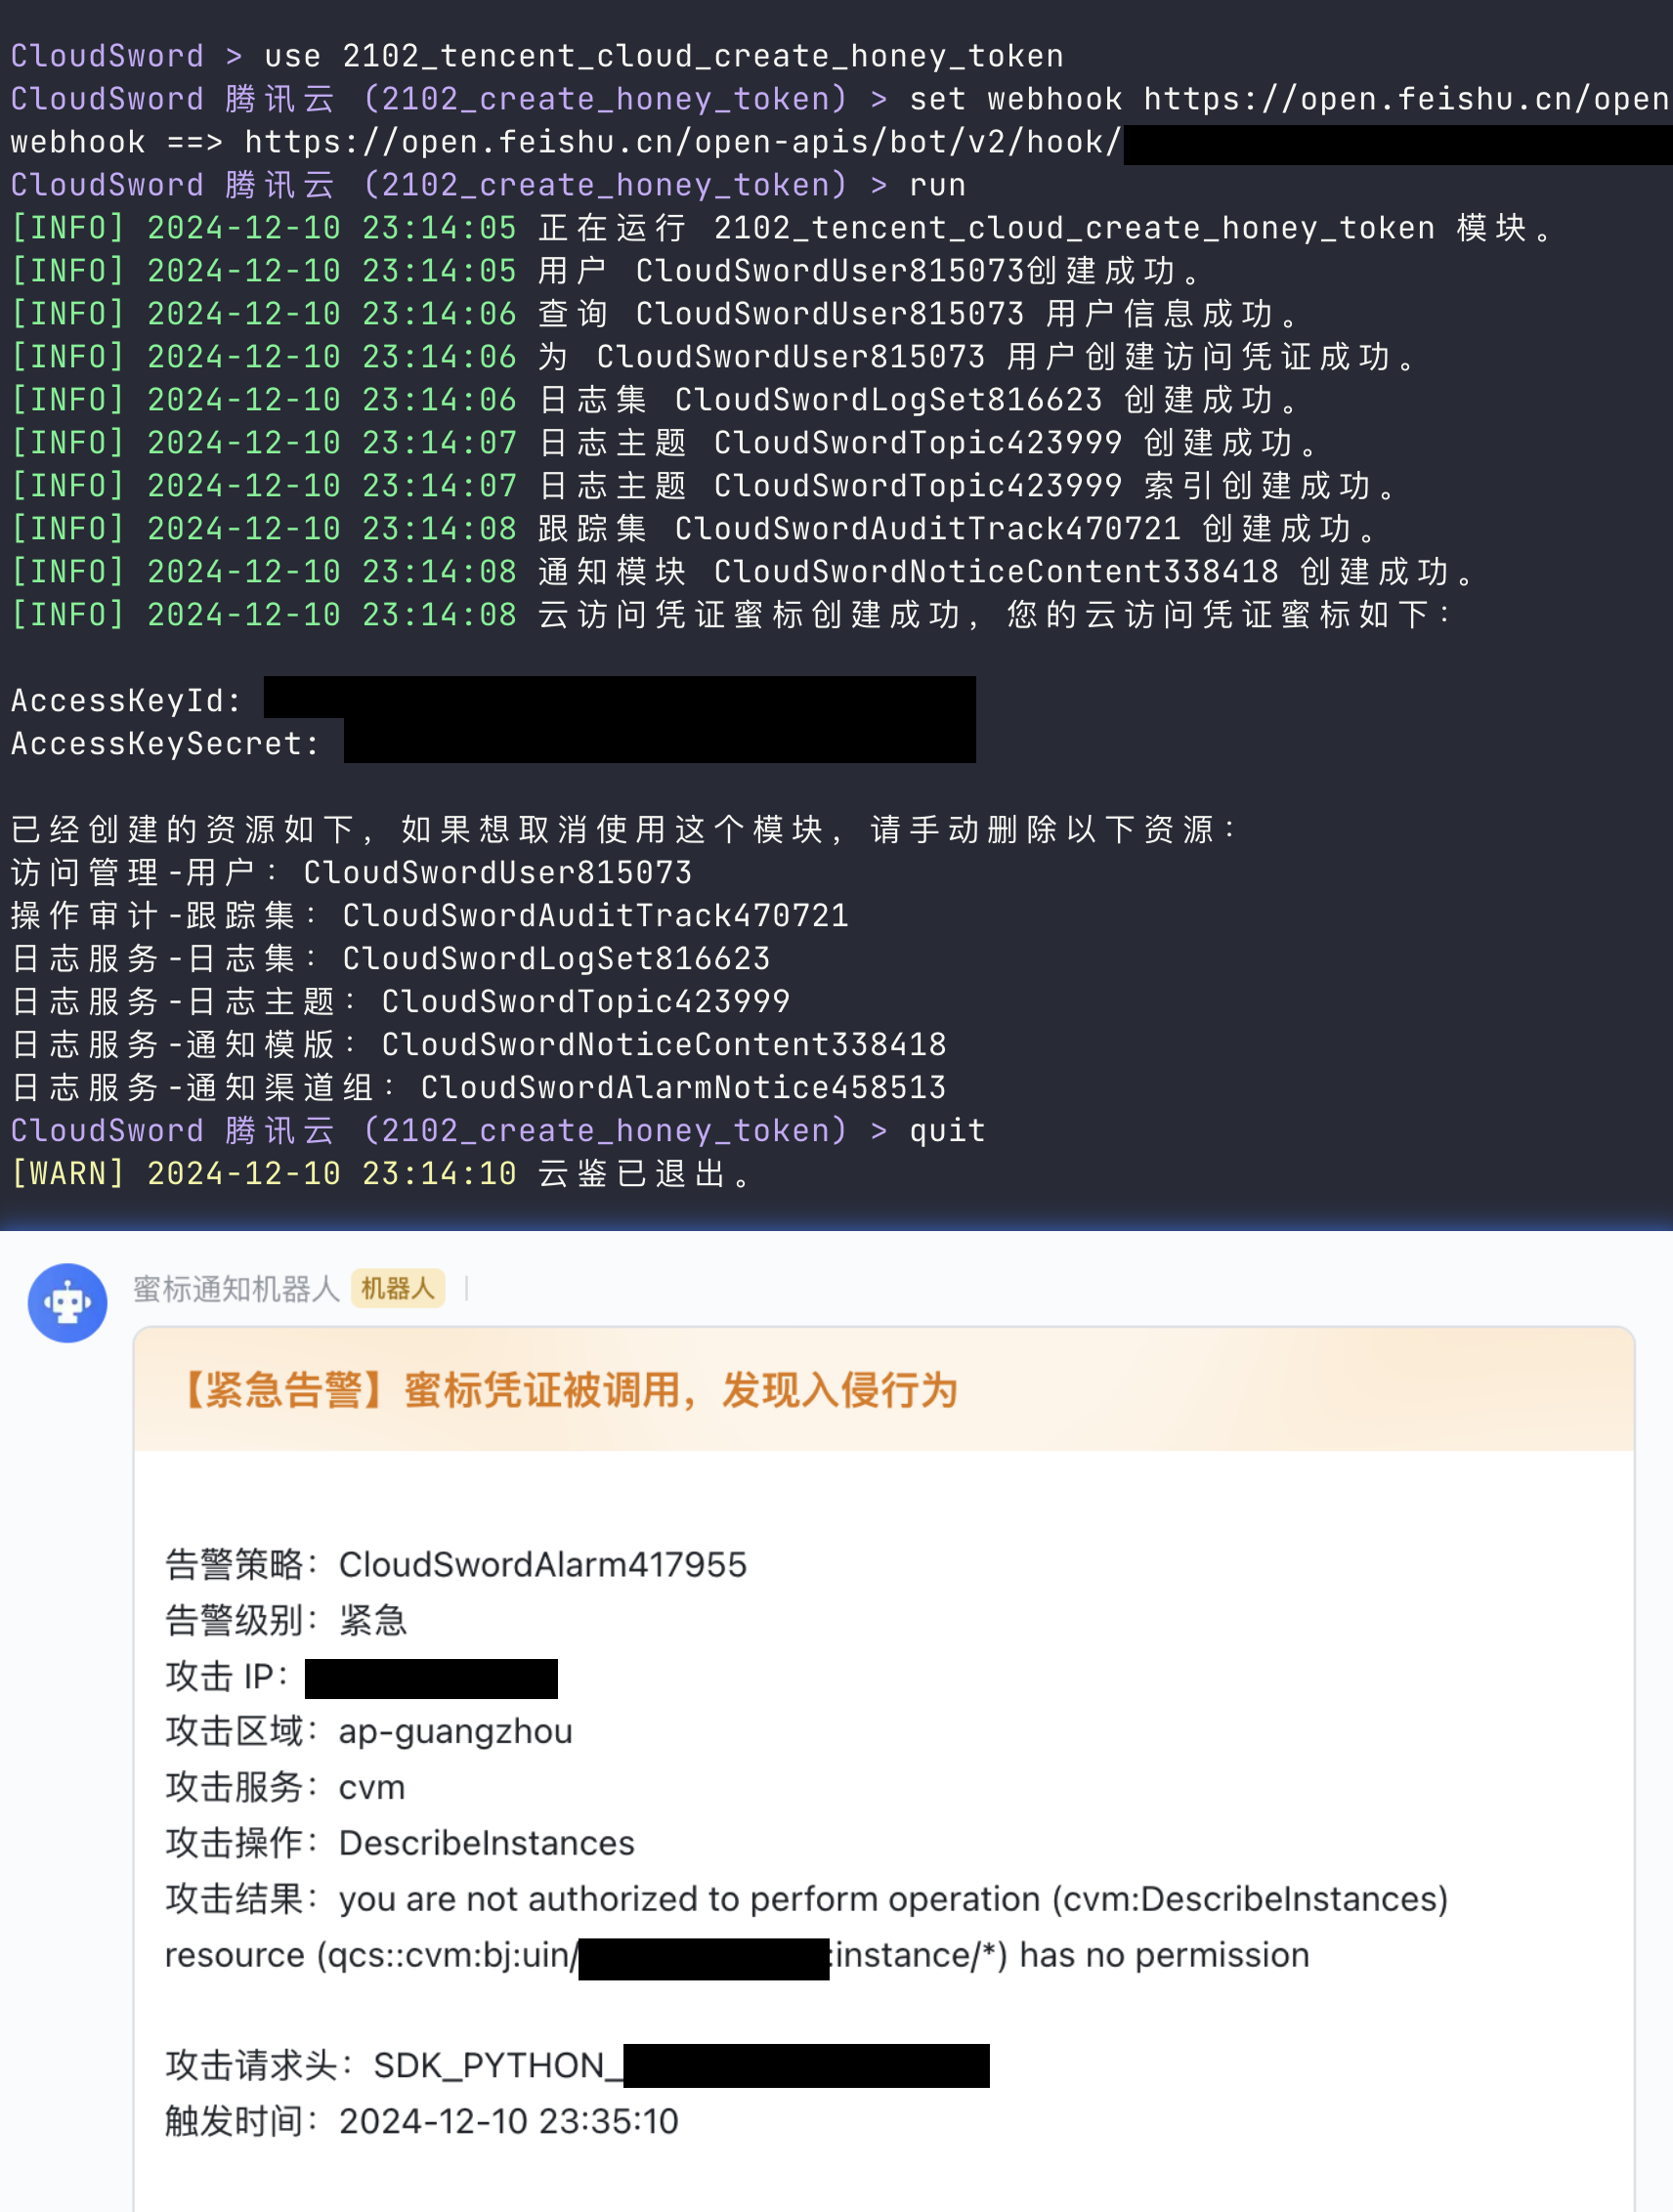 CloudSword > use 2102_tencent_cloud_create_honey_token
CloudSword 腾讯云 (2102_create_honey_token) > set webhook https://open.feishu.cn/open
webhook ==> https://open.feishu.cn/open-apis/bot/v2/hook/
CloudSword 腾讯云 (2102_create_honey_token) > run
[INFO] 2024-12-10 23:14:05 正在运行 2102_tencent_cloud_create_honey_token 模块。
[INFO] 2024-12-10 23:14:05 用户 CloudSwordUser815073创建成功。
[INFO] 2024-12-10 23:14:06 查询 CloudSwordUser815073 用户信息成功。
[INFO] 2024-12-10 23:14:06 为 CloudSwordUser815073 用户创建访问凭证成功。
[INFO] 2024-12-10 23:14:06 日志集 CloudSwordLogSet816623 创建成功。
[INFO] 2024-12-10 23:14:07 日志主题 CloudSwordTopic423999 创建成功。
[INFO] 2024-12-10 23:14:07 日志主题 CloudSwordTopic423999 索引创建成功。
[INFO] 2024-12-10 23:14:08 跟踪集 CloudSwordAuditTrack470721 创建成功。
[INFO] 2024-12-10 23:14:08 通知模块 CloudSwordNoticeContent338418 创建成功。
[INFO] 2024-12-10 23:14:08 云访问凭证蜜标创建成功，您的云访问凭证蜜标如下：
AccessKeyId:
AccessKeySecret:
已经创建的资源如下，如果想取消使用这个模块，请手动删除以下资源：
访问管理-用户：CloudSwordUser815073
操作审计-跟踪集：CloudSwordAuditTrack470721
日志服务-日志集：CloudSwordLogSet816623
日志服务-日志主题：CloudSwordTopic423999
日志服务-通知模版：CloudSwordNoticeContent338418
日志服务-通知渠道组：CloudSwordAlarmNotice458513
CloudSword 腾讯云 (2102_create_honey_token) > quit
[WARN] 2024-12-10 23:14:10 云鉴已退出。
蜜标通知机器人 机器人
【紧急告警】蜜标凭证被调用，发现入侵行为
告警策略：CloudSwordAlarm417955
告警级别：紧急
攻击 IP：
攻击区域：ap-guangzhou
攻击服务：cvm
攻击操作：DescribeInstances
攻击结果：you are not authorized to perform operation (cvm:DescribeInstances)
resource (qcs::cvm:bj:uin/ :instance/*) has no permission
攻击请求头：SDK_PYTHON_
触发时间：2024-12-10 23:35:10